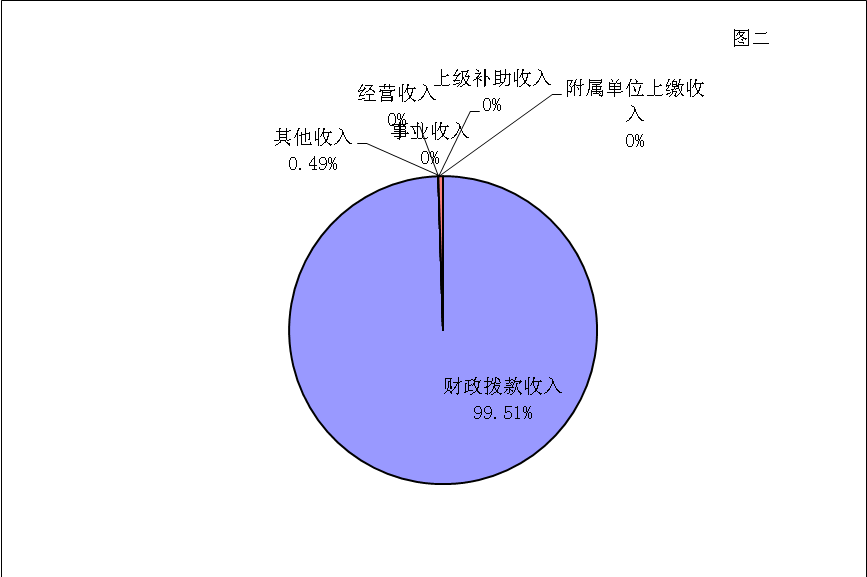 图二
上级补助收入
0%
附属单位上缴收
入
0%
经营收入
0%
事业收入
0%
其他收入
0.49%
财政拨款收入
99.51%